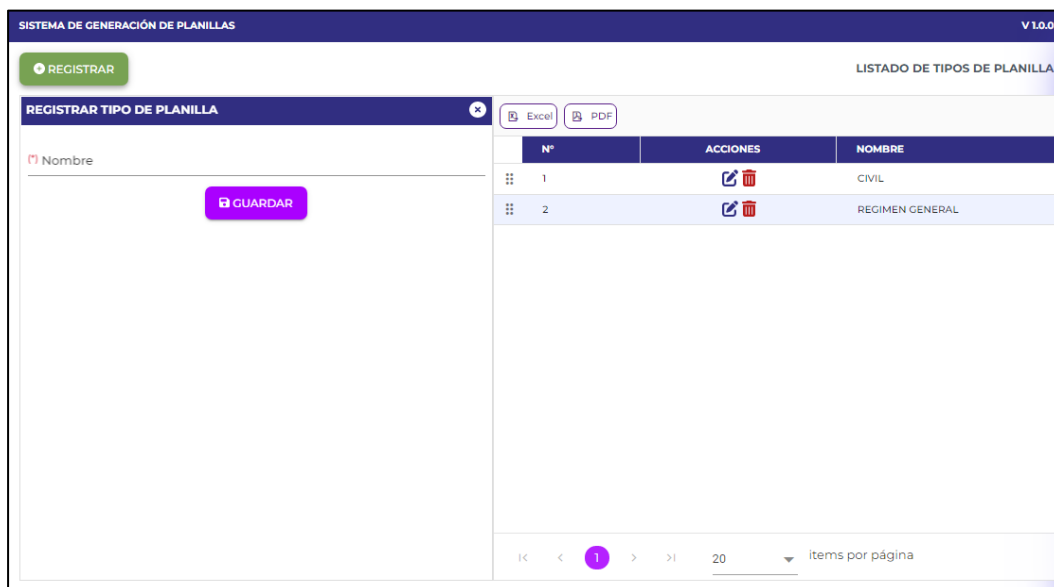 SISTEMA DE GENERACIÓN DE PLANILLAS V 1.0.0
REGISTRAR LISTADO DE TIPOS DE PLANILLA
REGISTRAR TIPO DE PLANILLA
Excel PDF
(*) Nombre
GUARDAR
N° ACCIONES NOMBRE
1 CIVIL
2 REGIMEN GENERAL
1 20 items por página